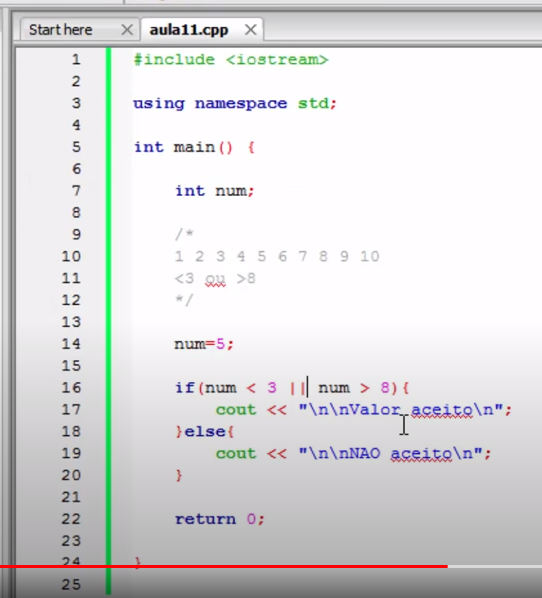 Start here aula11.cpp
1 #include <iostream>
2
3 using namespace std;
4
5 int main() {
6
7 int num;
8
9 /*
10 1 2 3 4 5 6 7 8 9 10
11 <3 ou >8
12 */
13
14 num=5;
15
16 if(num < 3 || num > 8){
17 cout << "\n\nValor aceito\n";
18 }else{
19 cout << "\n\nNAO aceito\n";
20 }
21
22 return 0;
23
24 }
25